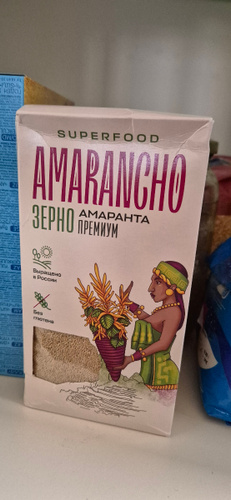 SUPERFOOD
AMARANCHO
ЗЕРНО АМАРАНТА
ПРЕМИУМ
Выращено
в России
Без
глютена